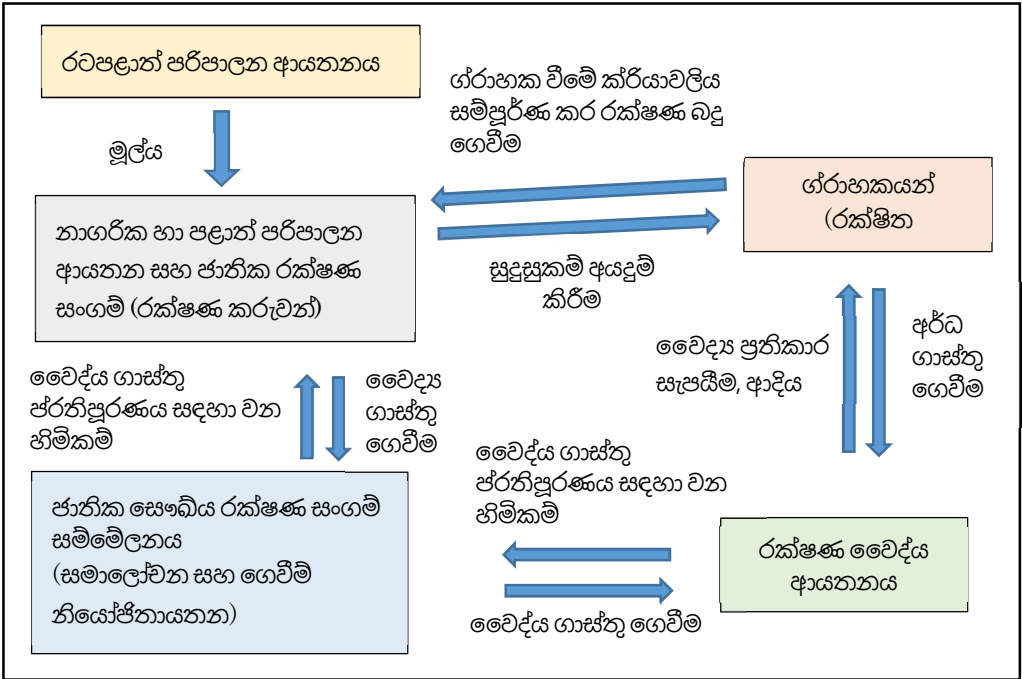 රටපළාත් පරිපාලන ආයතනය
ග්රාහක වීමේ ක්රියාවලිය
සම්පූර්ණ කර රක්ෂණ බදු
ගෙවීම
මූල්ය
ග්රාහකයන්
(රක්ෂිත
නාගරික හා පළාත් පරිපාලන
ආයතන සහ ජාතික රක්ෂණ
සංගම් (රක්ෂණ කරුවන්)
සුදුසුකම් අයදුම්
කිරීම
වෛද්‍ය ප්‍රතිකාර
සැපයීම, ආදිය
අර්ධ
ගාස්තු
ගෙවීම
වෛද්ය ගාස්තු
ප්රතිපූරණය සඳහා වන
හිමිකම්
වෛද්‍ය
ගාස්තු
ගෙවීම
වෛද්ය ගාස්තු
ප්රතිපූරණය සඳහා වන
හිමිකම්
ජාතික සෞඛ්ය රක්ෂණ සංගම්
සම්මේලනය
(සමාලෝචන සහ ගෙවීම්
නියෝජිතායතන)
රක්ෂණ වෛද්ය
ආයතනය
වෛද්ය ගාස්තු ගෙවීම